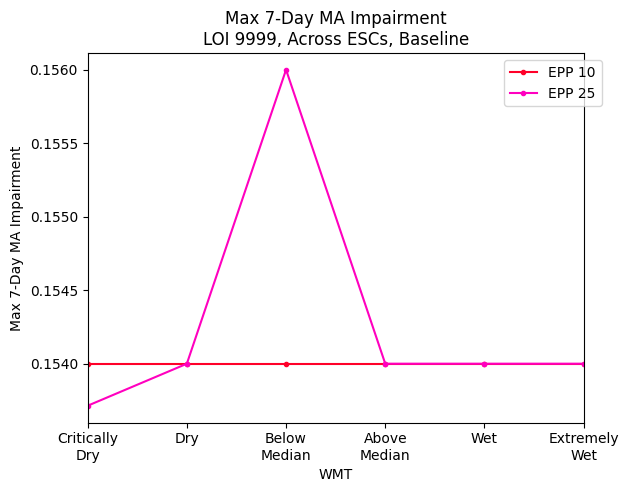 Max 7-Day MA Impairment
LOI 9999, Across ESCs, Baseline
EPP 10
EPP 25
Max 7-Day MA Impairment
0.1560
0.1555
0.1550
0.1545
0.1540
Critically
Dry
Dry
Below
Median
Above
Median
Wet
Extremely
Wet
WMT